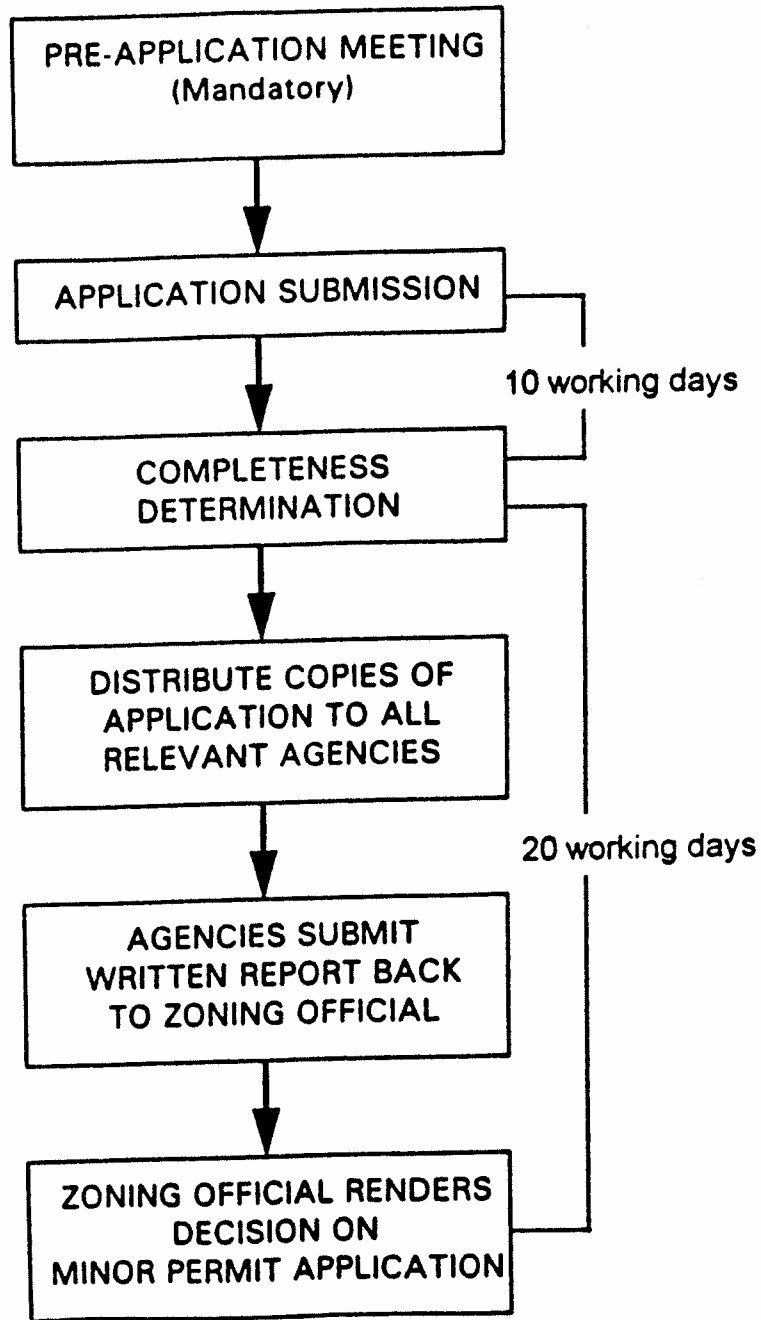 PRE-APPLICATION MEETING
(Mandatory)
APPLICATION SUBMISSION
10 working days
COMPLETENESS
DETERMINATION
DISTRIBUTE COPIES OF
APPLICATION TO ALL
RELEVANT AGENCIES
20 working days
AGENCIES SUBMIT
WRITTEN REPORT BACK
TO ZONING OFFICIAL
ZONING OFFICIAL RENDERS
DECISION ON
MINOR PERMIT APPLICATION